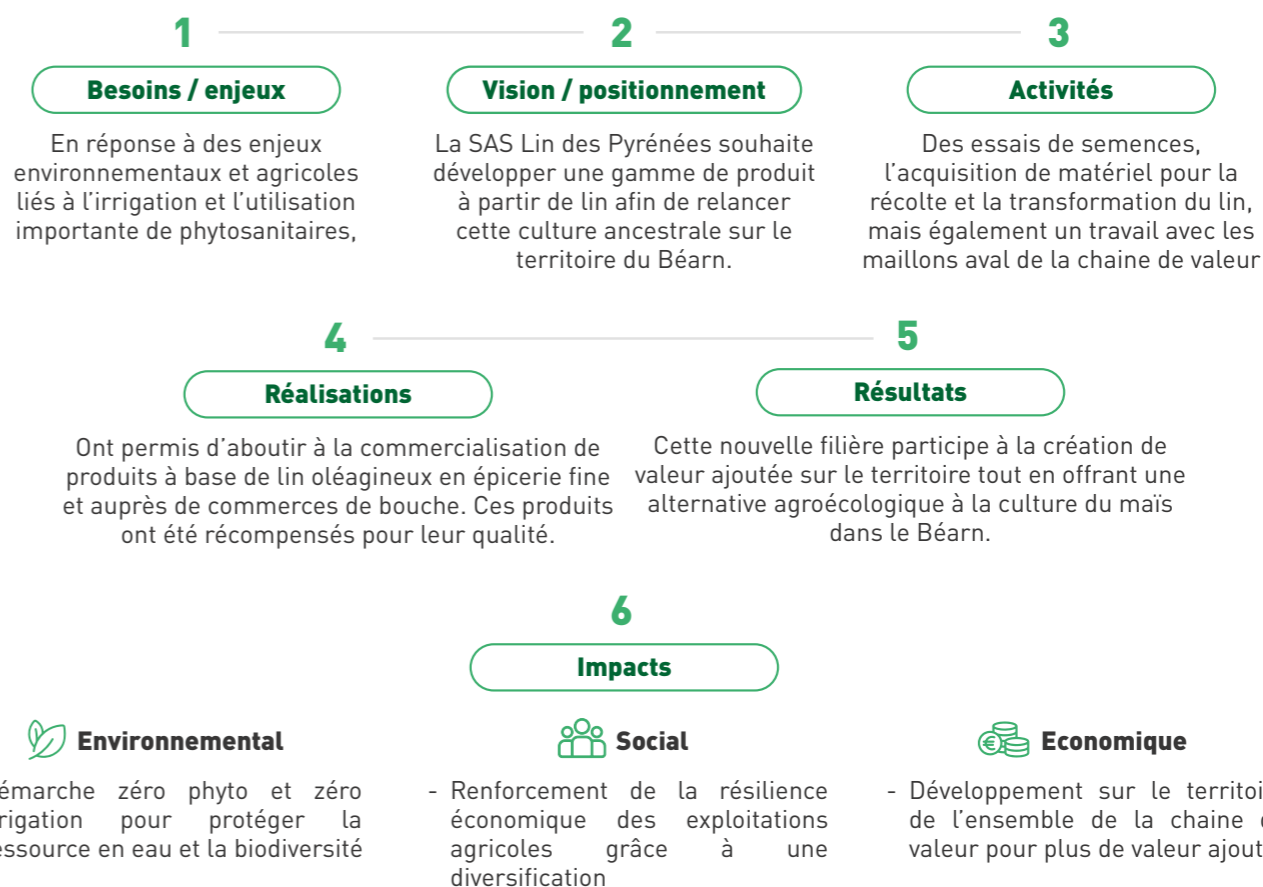 1
2
3
Besoins / enjeux
Vision / positionnement
Activités
En réponse à des enjeux
environnementaux et agricoles
liés à l'irrigation et l'utilisation
importante de phytosanitaires,
La SAS Lin des Pyrénées souhaite
développer une gamme de produit
à partir de lin afin de relancer
cette culture ancestrale sur le
territoire du Béarn.
Des essais de semences,
l'acquisition de matériel pour la
récolte et la transformation du lin,
mais également un travail avec les
maillons aval de la chaine de valeur
4
5
Réalisations
Résultats
Ont permis d'aboutir à la commercialisation de
produits à base de lin oléagineux en épicerie fine
et auprès de commerces de bouche. Ces produits
ont été récompensés pour leur qualité.
Cette nouvelle filière participe à la création de
valeur ajoutée sur le territoire tout en offrant une
alternative agroécologique à la culture du maïs
dans le Béarn.
6
Impacts
Environnemental
émarche zéro phyto et zéro
rigation pour protéger la
essource en eau et la biodiversité
Social
- Renforcement de la résilience
économique des exploitations
agricoles grâce à une
diversification
Economique
- Développement sur le territoi
de l'ensemble de la chaine
valeur pour plus de valeur ajout